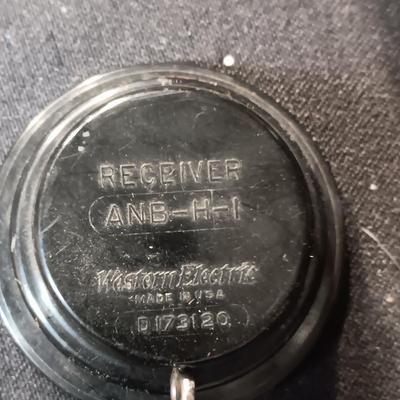 RECEIVER
ANB-H-1
Western Electric
MADE IN USA
D173120